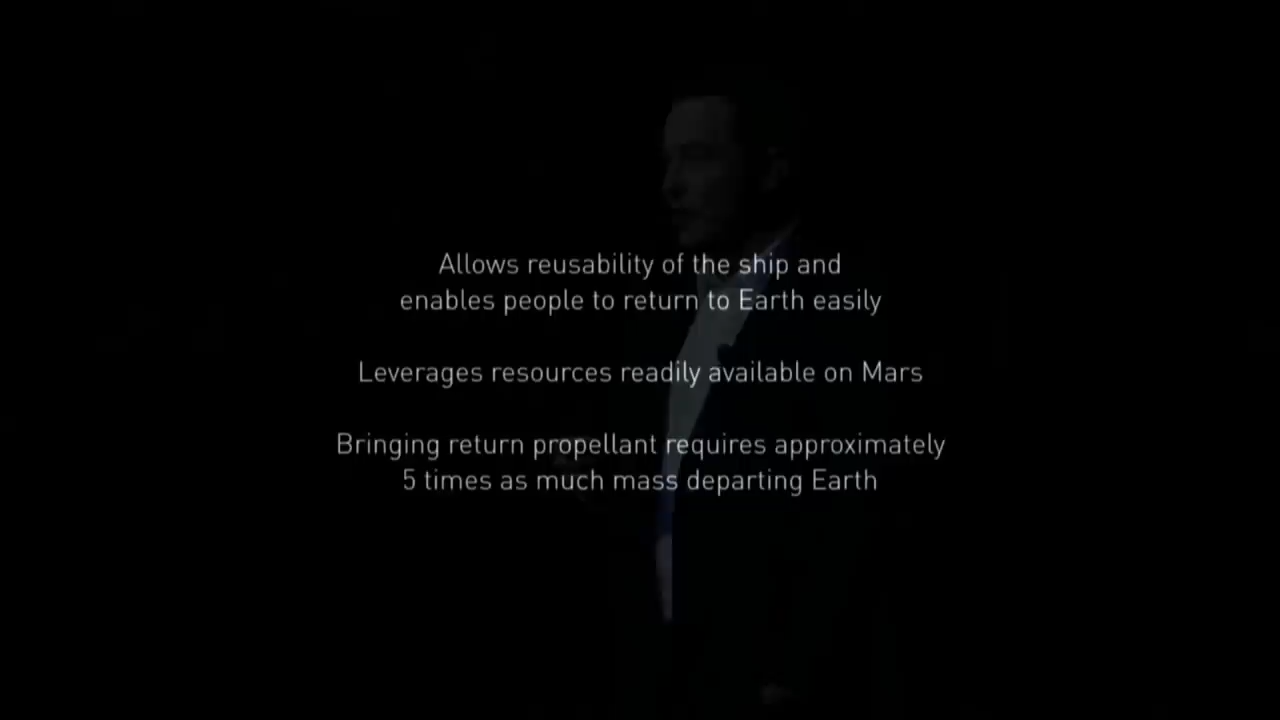 Allows reusability of the ship and
enables people to return to Earth easily
Leverages resources readily available on Mars
Bringing return propellant requires approximately
5 times as much mass departing Earth